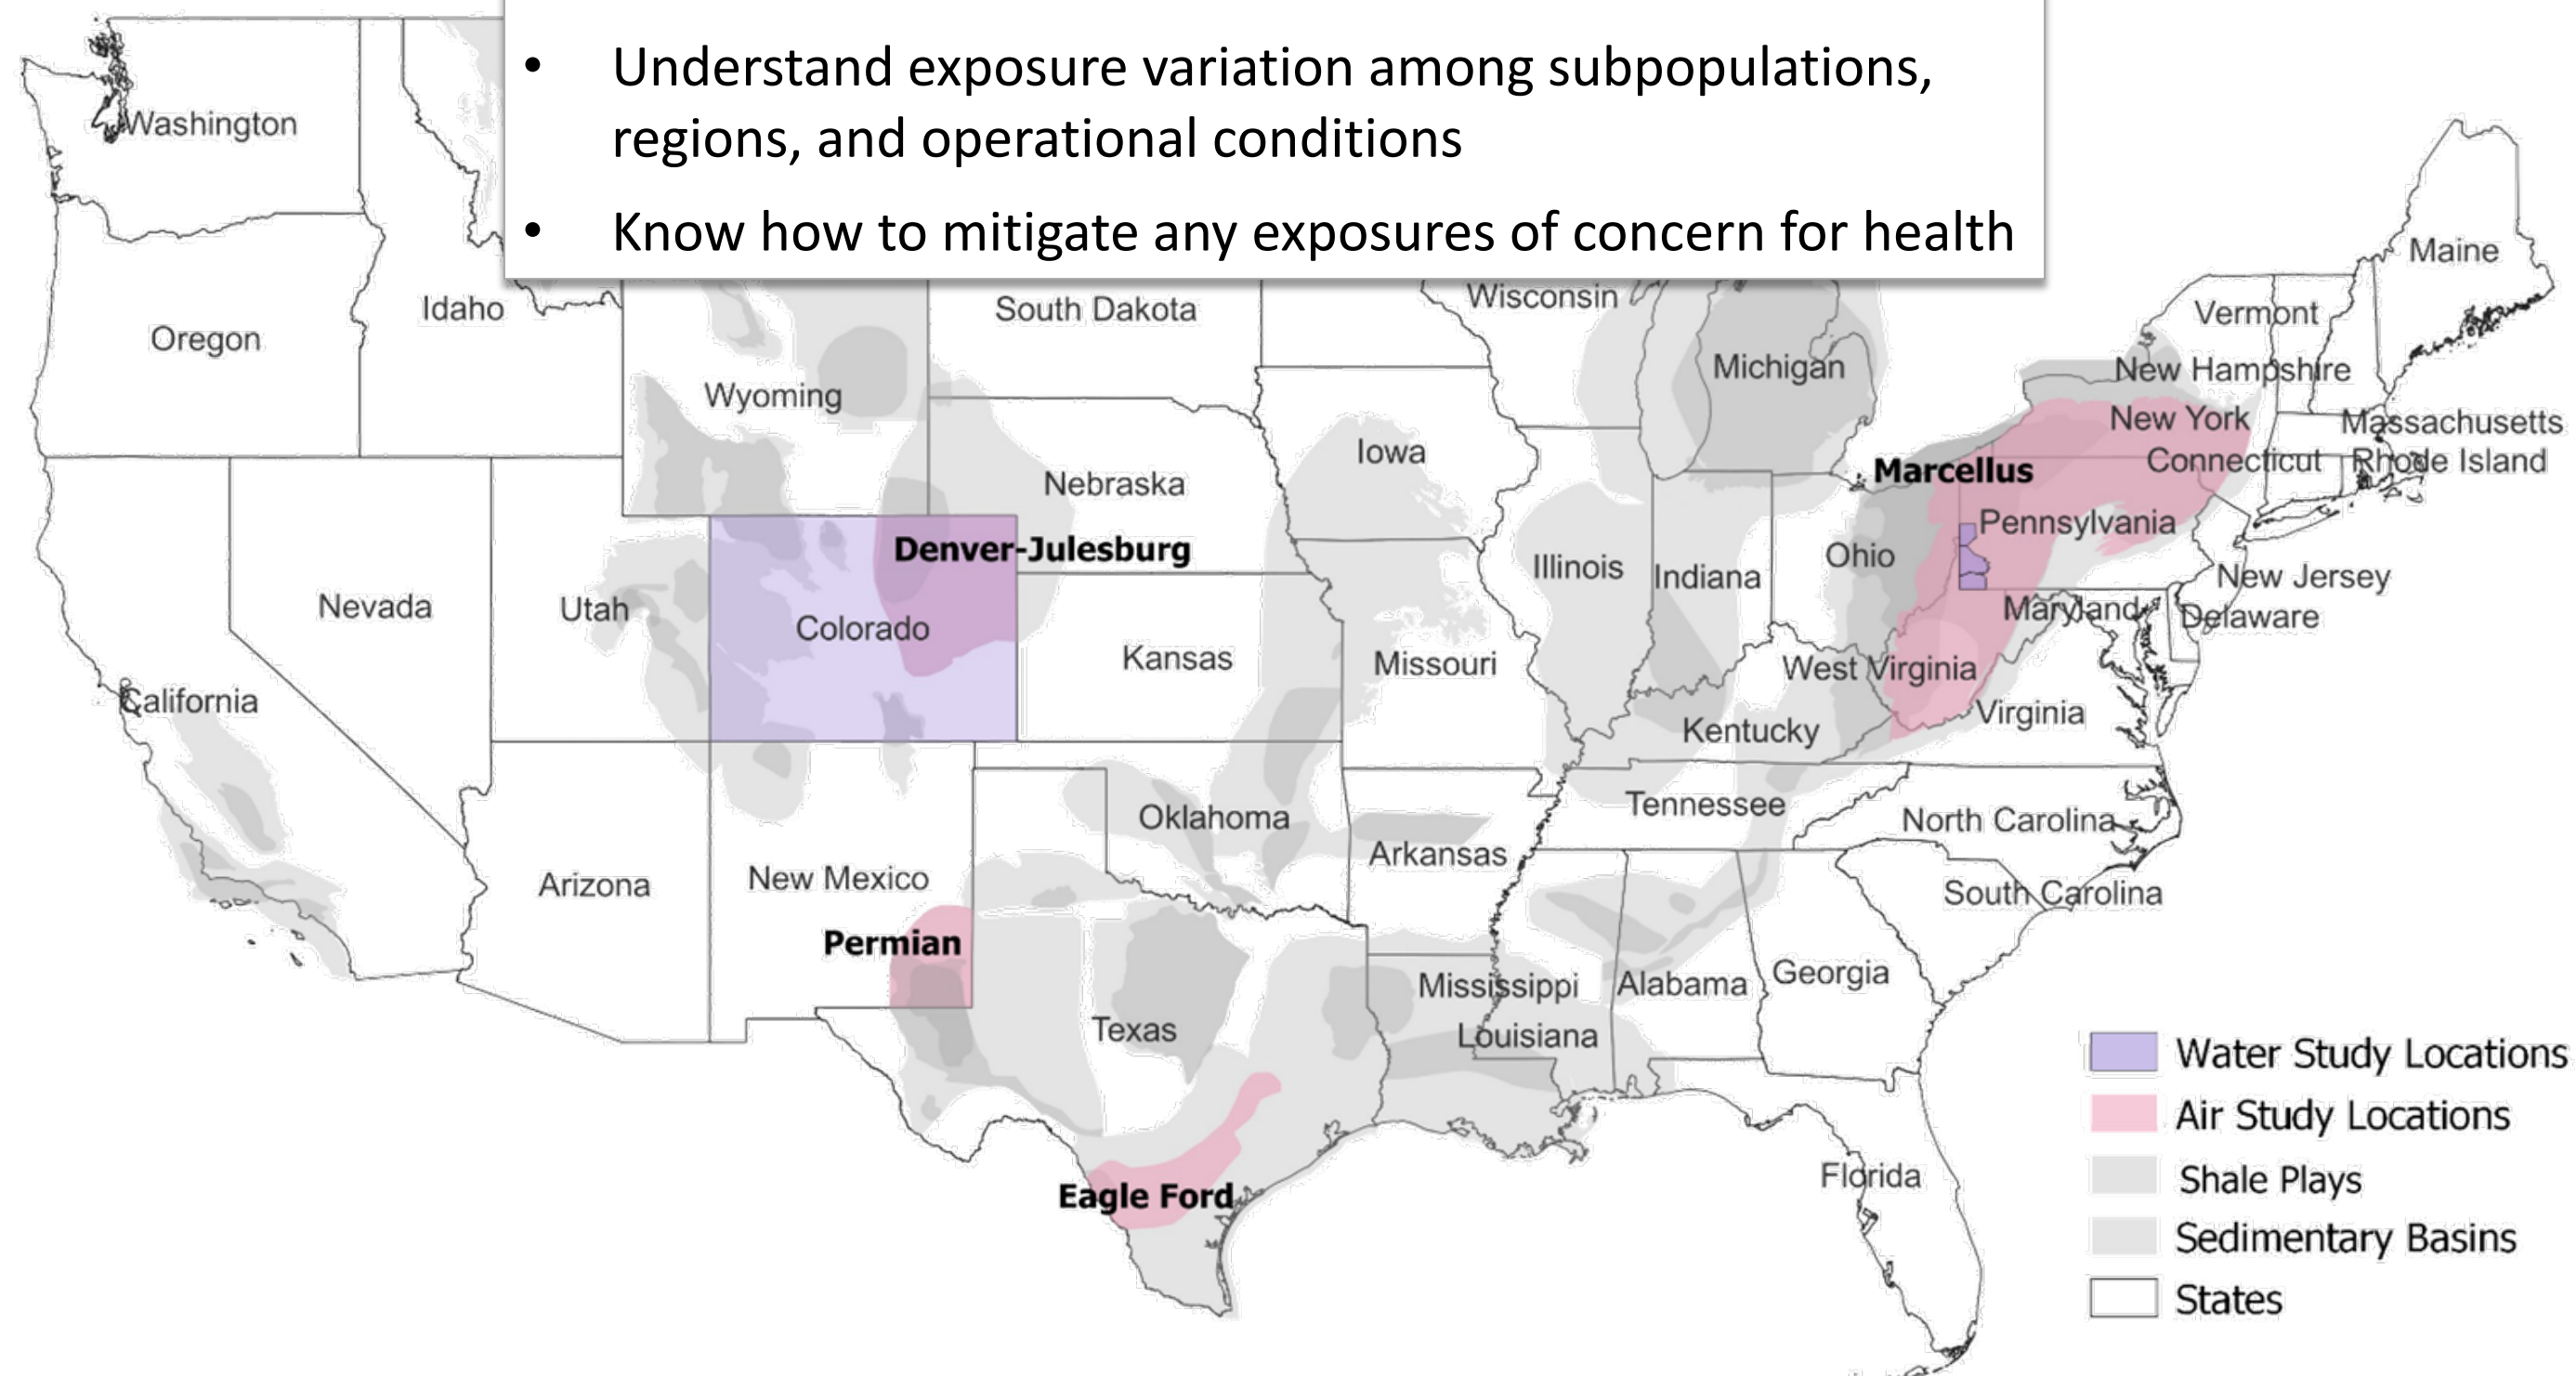 • Understand exposure variation among subpopulations,
regions, and operational conditions
• Know how to mitigate any exposures of concern for health
Washington
Maine
Idaho
South Dakota
Wisconsin
Vermont
Oregon
Michigan
New Hampshire
Wyoming
New York
Massachusetts
Iowa
Connecticut
Rhode Island
Marcellus
Nebraska
Pennsylvania
Denver-Julesburg
Ohio
Illinois
Indiana
New Jersey
Nevada
Utah
Maryland
Delaware
Colorado
Kansas
Missouri
West Virginia
California
Virginia
Kentucky
Tennessee
Oklahoma
North Carolina
Arkansas
Arizona
New Mexico
South Carolina
Permian
Georgia
Mississippi
Alabama
Texas
Louisiana
Water Study Locations
Air Study Locations
Florida
Shale Plays
Eagle Ford
Sedimentary Basins
States